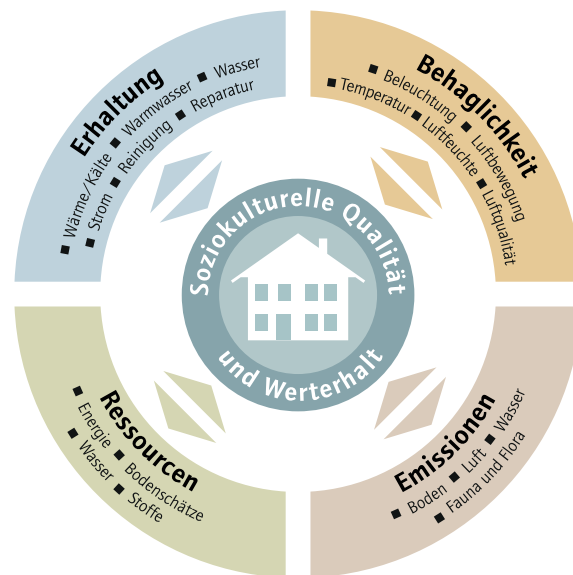 Erhaltung
■ Wärme/Kälte ■ Warmwasser ■ Wasser
■ Strom ■ Reinigung ■ Reparatur
Behaglichkeit
■ Beleuchtung ■ Luftbewegung
■ Temperatur ■ Luftfeuchte ■ Luftqualität
Soziokulturelle Qualität
und Werterhalt
Ressourcen
■ Energie ■ Bodenschätze
■ Wasser ■ Stoffe
Emissionen
■ Boden ■ Luft ■ Wasser
■ Fauna und Flora